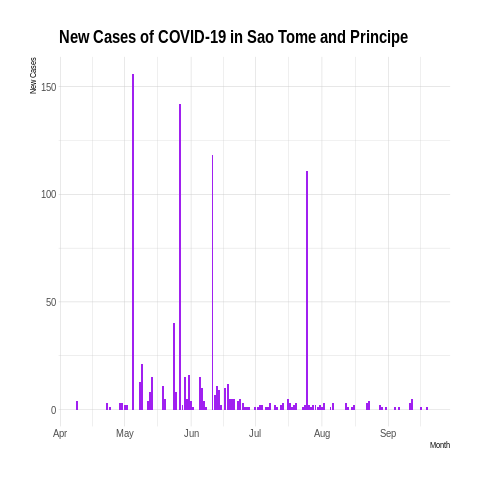 New Cases of COVID-19 in Sao Tome and Principe
New Cases
150
100
50
0
Apr May Jun Jul Aug Sep
Month